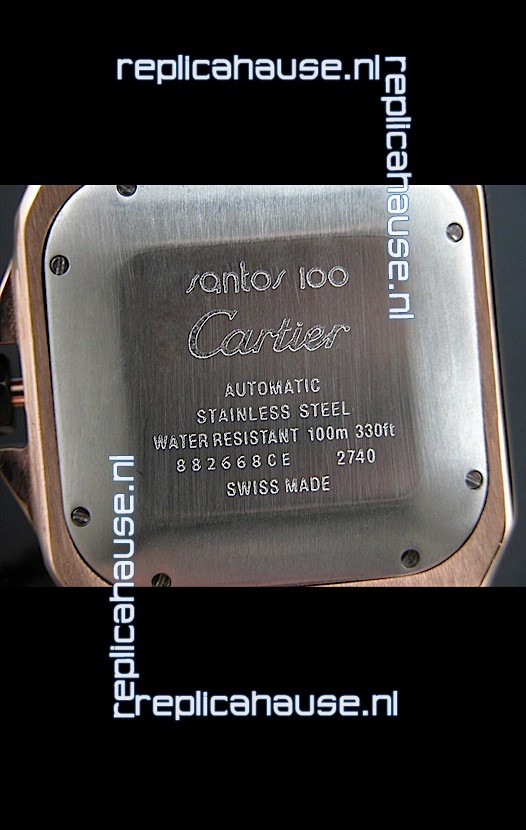 replicahause.nl
replicahause.nl
santos 100
Cartier
AUTOMATIC
STAINLESS STEEL
WATER RESISTANT 100m 330ft
882668CE 2740
SWISS MADE
replicahause.nl
replicahause.nl